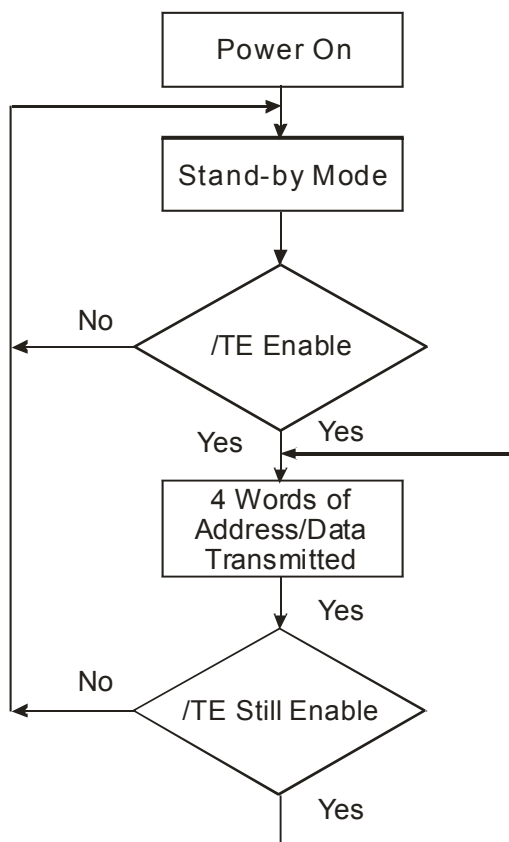 Power On
Stand-by Mode
No
/TE Enable
Yes
Yes
4 Words of
Address/Data
Transmitted
Yes
No
/TE Still Enable
Yes